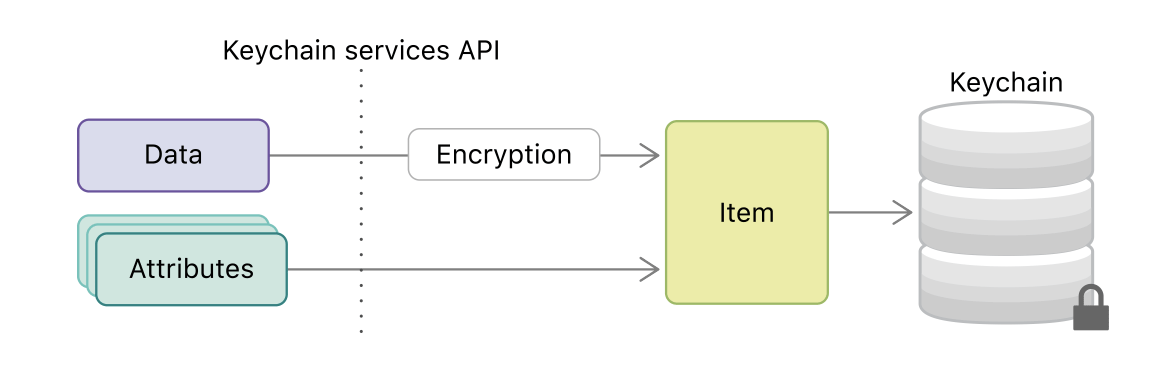 Keychain services API
Keychain
Data
Encryption
Item
Attributes